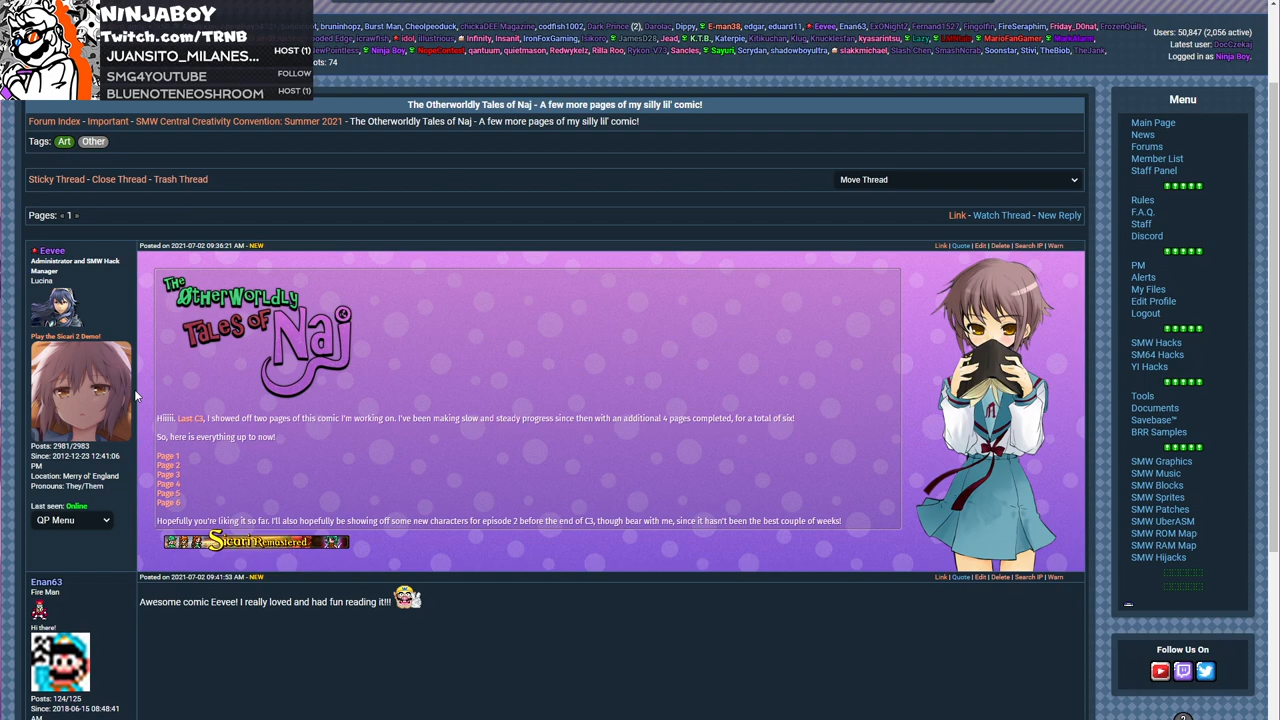 NINJABOY
Twitch.com/TRNB
JUANSITO_MILANES... HOST (1)
SMG4YOUTUBE FOLLOW
BLUENOTENEOSHROOM HOST (1)
bruninhopz, Burst Man, Cheolpeoduck, chickaDEE.Magazine, codfish1002, Dark Prince (2), Darolac, Dippy, E-man38, edgar, eduard11, Eevee, Enan63, ExONightZ, Fernand1527, Fingolfin, FireSeraphim, Friday_D0nat, FrozenQuills,
icrawfish, idol, illustrious, Infinity, Insanit, IronFoxGaming, Isikoro, James D28, Jead, K.T.B., Katerpie, Kitikuchan, Klug, Knucklesfan, kyasarintsu, Lazy, MarioFanGamer,
Ninja Boy, NopeContest, qantuum, quietmason, Redwykelz, Rilla Roo, Rykon-V73, Sancles, Sayuri, Scrydan, shadowboyultra, slakkmichael, Slash Chen, SmashNcrab, Soonstar, Stivi, TheBiob, TheJank,
ts: 74
Users: 50,847 (2,056 active)
Latest user: DocCzekaj
Logged in as Ninja Boy.
The Otherworldly Tales of Naj - A few more pages of my silly lil' comic!
Forum Index - Important - SMW Central Creativity Convention: Summer 2021 - The Otherworldly Tales of Naj - A few more pages of my silly lil' comic!
Tags: Art Other
Sticky Thread - Close Thread - Trash Thread Move Thread
Pages: « 1 » Link - Watch Thread - New Reply
Eevee
Administrator and SMW Hack
Manager
Lucina
Play the Sicari 2 Demo!
Posts: 2981/2983
Since: 2012-12-23 12:41:06
PM
Location: Merry ol' England
Pronouns: They/Them
Last seen: Online
QP Menu
Posted on 2021-07-02 09:36:21 AM - NEW Link | Quote | Edit | Delete | Search IP | Warn
The
Otherworldly
Tales of Naj
Hiiiii. Last C3, I showed off two pages of this comic I'm working on. I've been making slow and steady progress since then with an additional 4 pages completed, for a total of six!
So, here is everything up to now!
Page 1
Page 2
Page 3
Page 4
Page 5
Page 6
Hopefully you're liking it so far. I'll also hopefully be showing off some new characters for episode 2 before the end of C3, though bear with me, since it hasn't been the best couple of weeks!
Sicari Remastered
Enan63
Fire Man
Hi there!
Posts: 124/125
Since: 2018-06-15 08:48:41
AM
Posted on 2021-07-02 09:41:53 AM - NEW Link | Quote | Edit | Delete | Search IP | Warn
Awesome comic Eevee! I really loved and had fun reading it!!!
Menu
Main Page
News
Forums
Member List
Staff Panel
Rules
F.A.Q.
Staff
Discord
PM
Alerts
My Files
Edit Profile
Logout
SMW Hacks
SM64 Hacks
YI Hacks
Tools
Documents
Savebase™
BRR Samples
SMW Graphics
SMW Music
SMW Blocks
SMW Sprites
SMW Patches
SMW UberASM
SMW ROM Map
SMW RAM Map
SMW Hijacks
Follow Us On